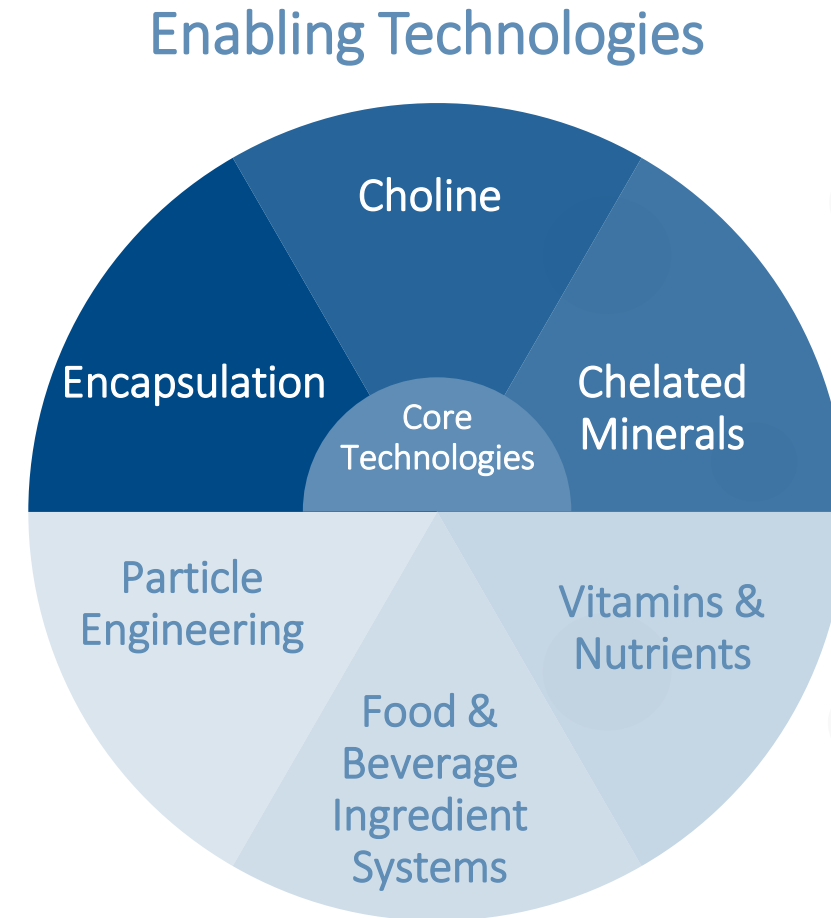 Enabling Technologies
Choline
Encapsulation
Chelated
Minerals
Core
Technologies
Particle
Engineering
Vitamins &
Nutrients
Food &
Beverage
Ingredient
Systems